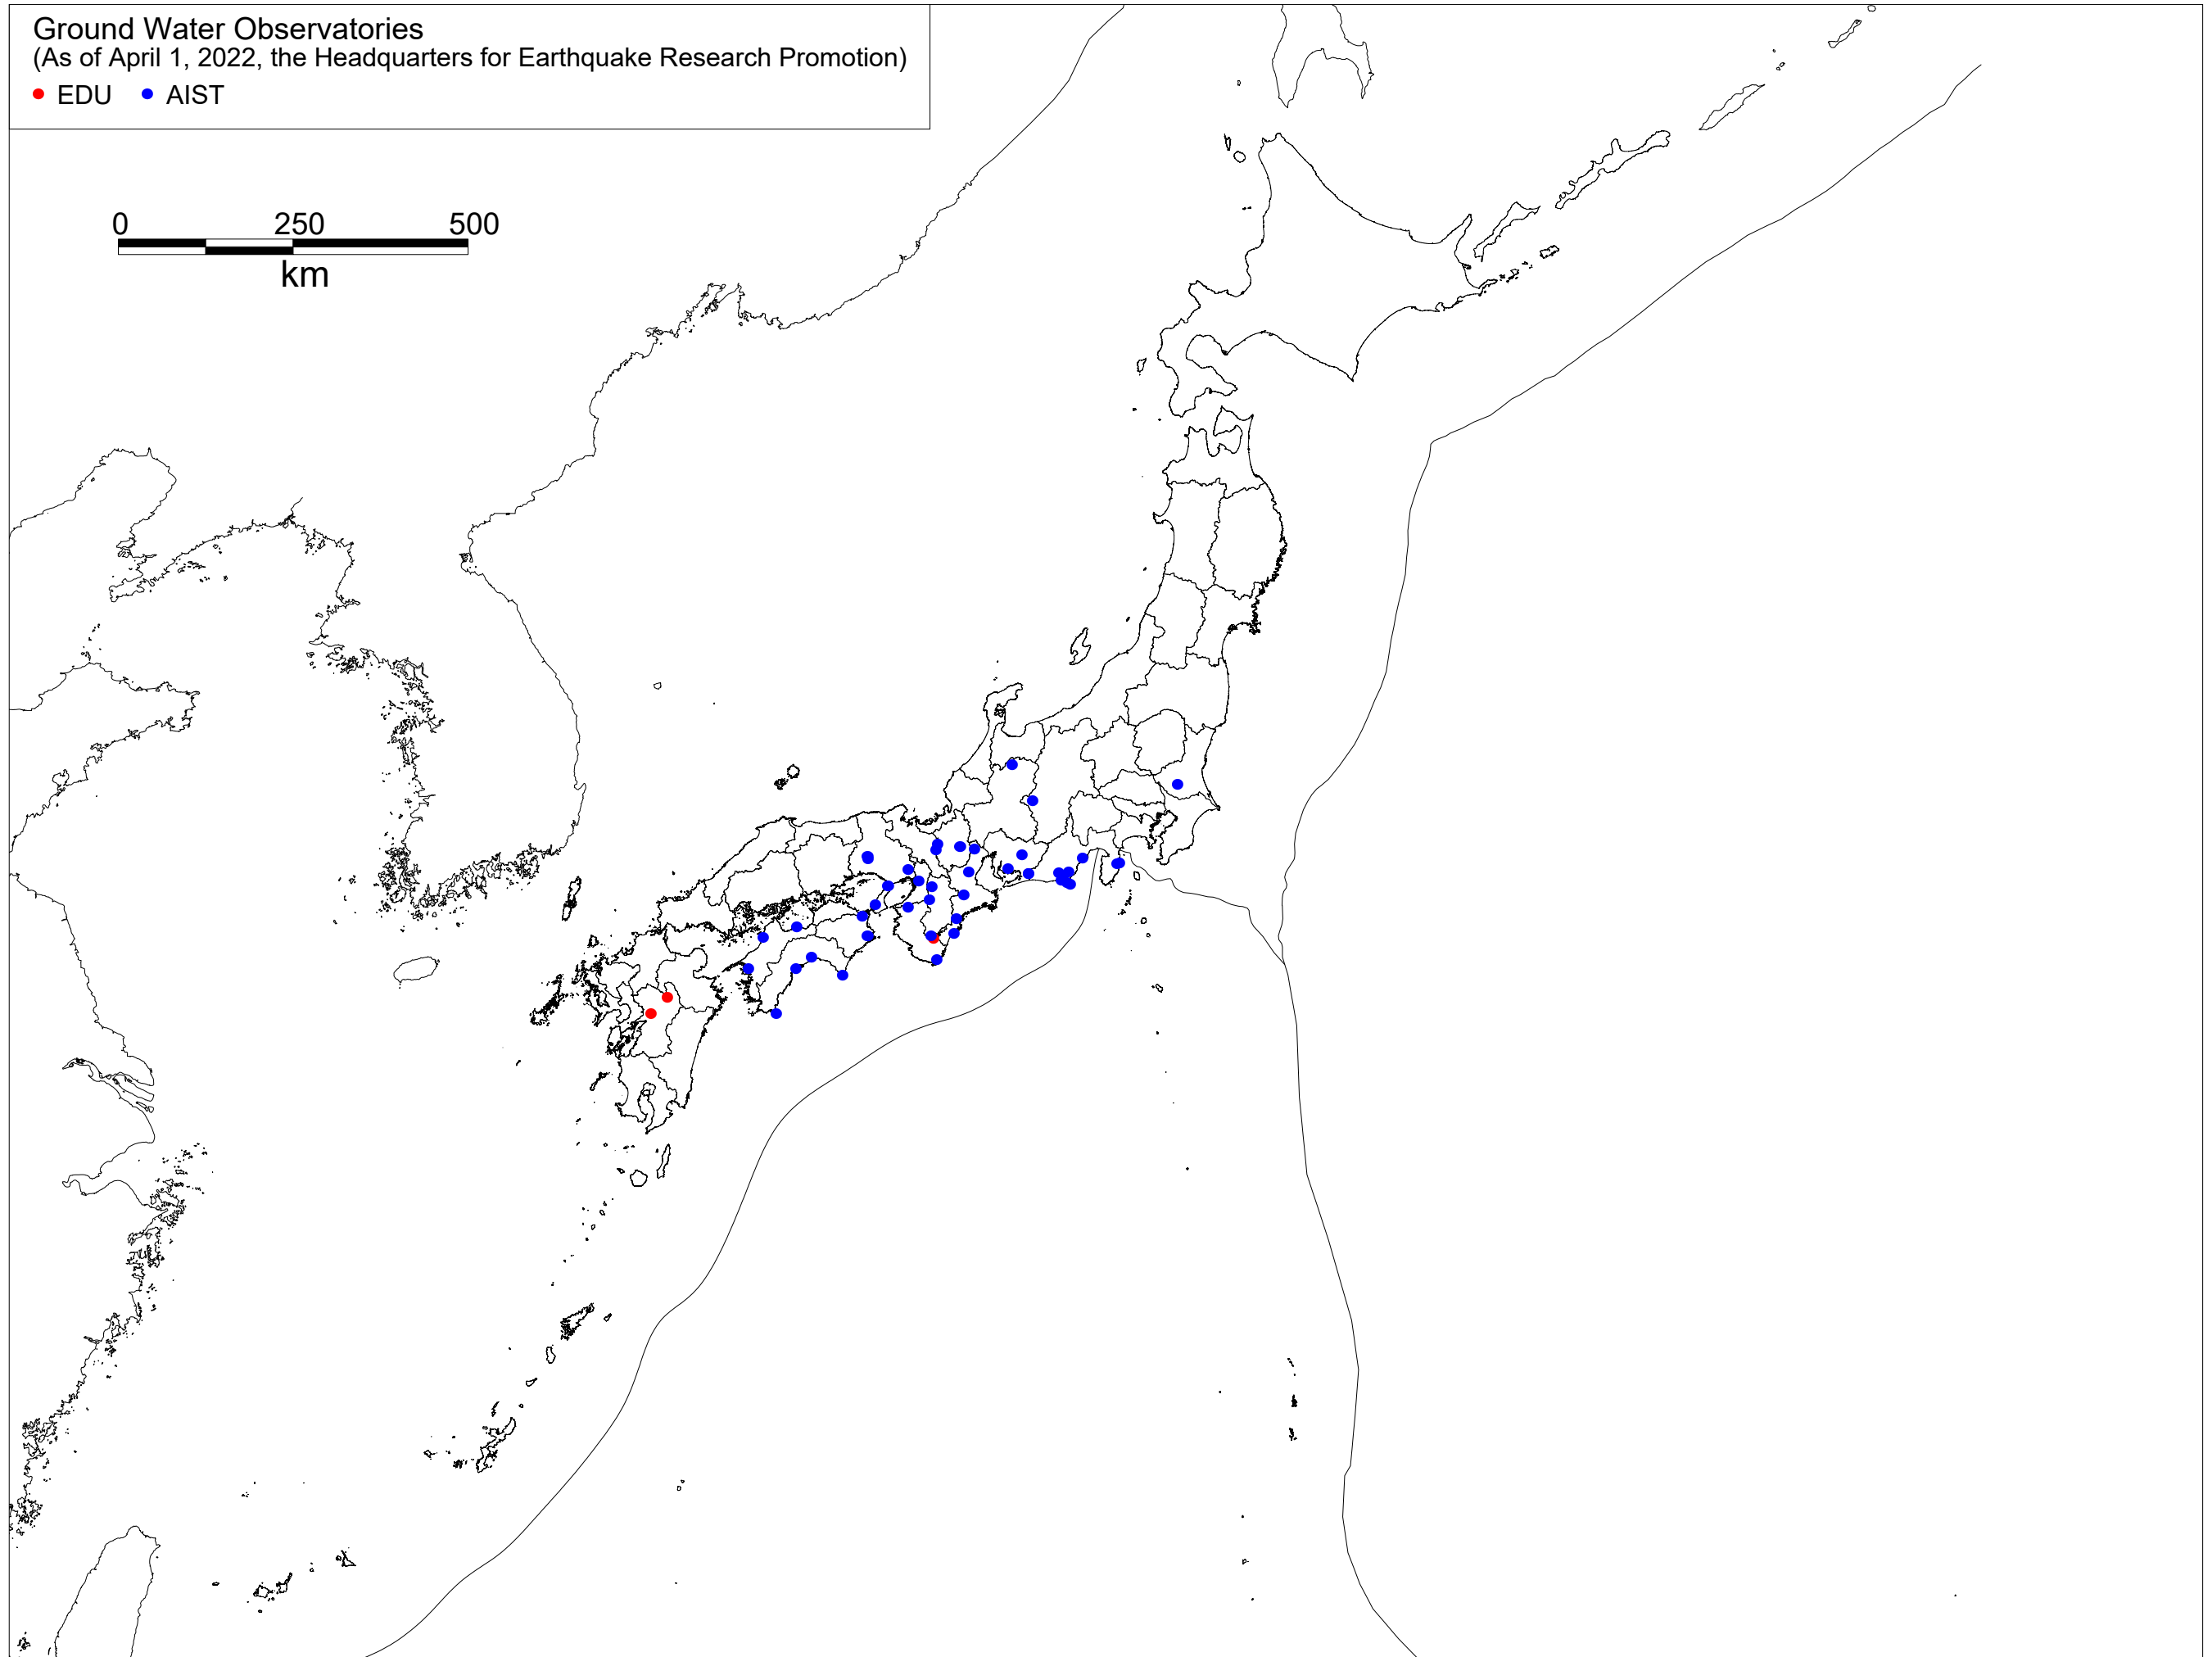 Ground Water Observatories
(As of April 1, 2022, the Headquarters for Earthquake Research Promotion)
EDU AIST
0 250 500
km